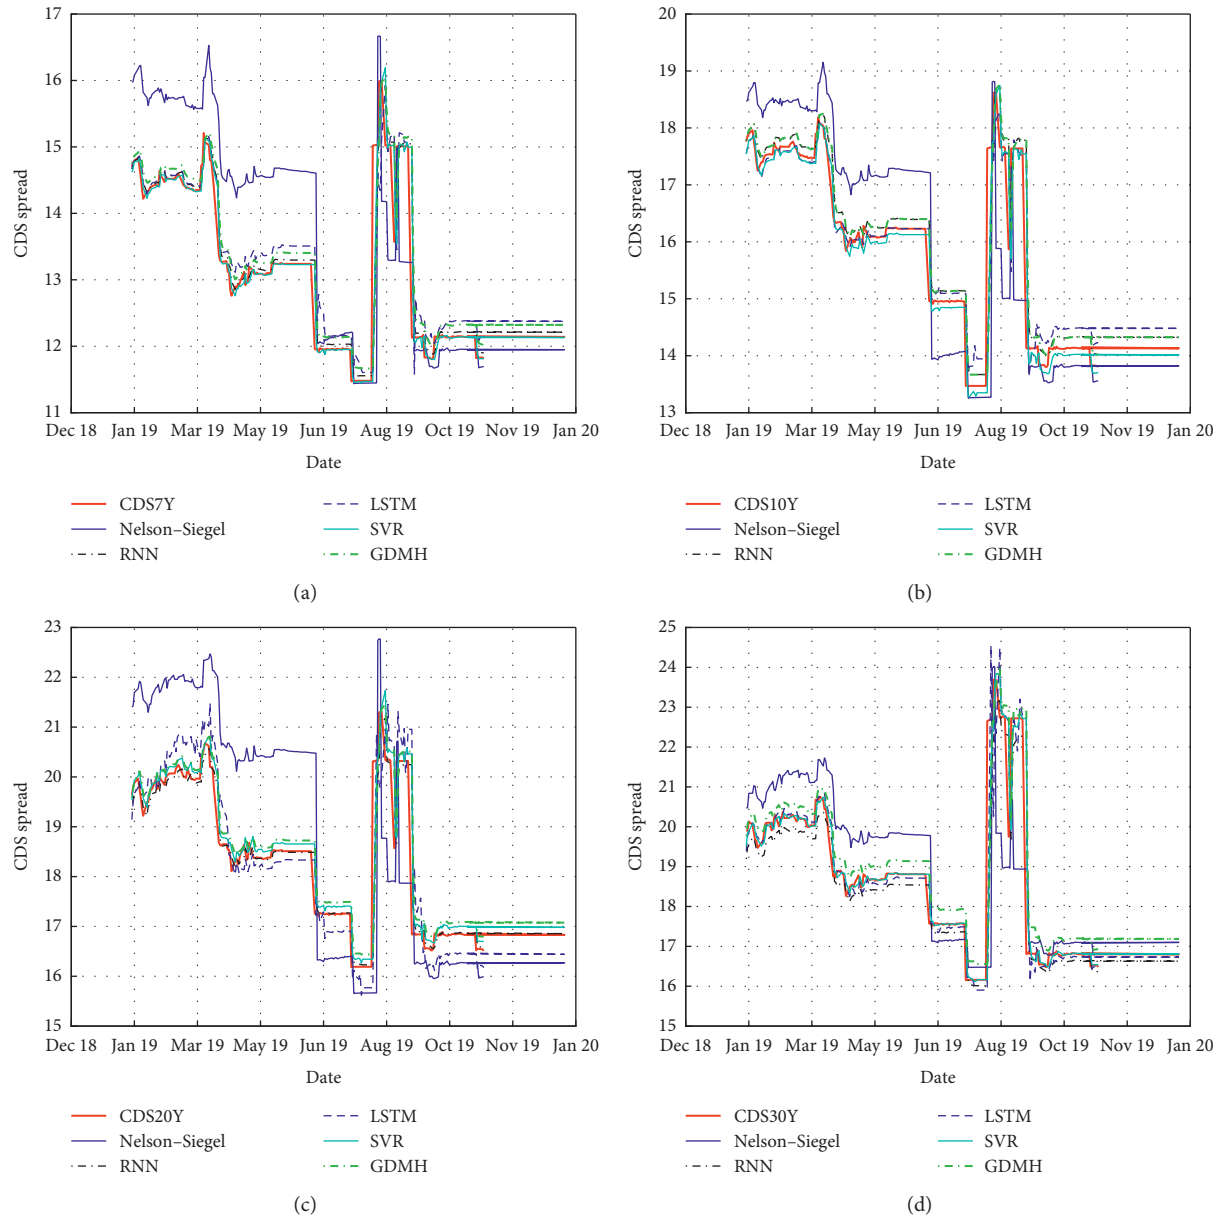 17
16
15
14
13
12
11
CDS spread
Dec 18 Jan 19 Mar 19 May 19 Jun 19 Aug 19 Oct 19 Nov 19 Jan 20
Date
CDS7Y
Nelson–Siegel
RNN
LSTM
SVR
GDMH
(a)
20
19
18
17
16
15
14
13
CDS spread
Dec 18 Jan 19 Mar 19 May 19 Jun 19 Aug 19 Oct 19 Nov 19 Jan 20
Date
CDS10Y
Nelson–Siegel
RNN
LSTM
SVR
GDMH
(b)
23
22
21
20
19
18
17
16
15
CDS spread
Dec 18 Jan 19 Mar 19 May 19 Jun 19 Aug 19 Oct 19 Nov 19 Jan 20
Date
CDS20Y
Nelson–Siegel
RNN
LSTM
SVR
GDMH
(c)
25
24
23
22
21
20
19
18
17
16
15
CDS spread
Dec 18 Jan 19 Mar 19 May 19 Jun 19 Aug 19 Oct 19 Nov 19 Jan 20
Date
CDS30Y
Nelson–Siegel
RNN
LSTM
SVR
GDMH
(d)